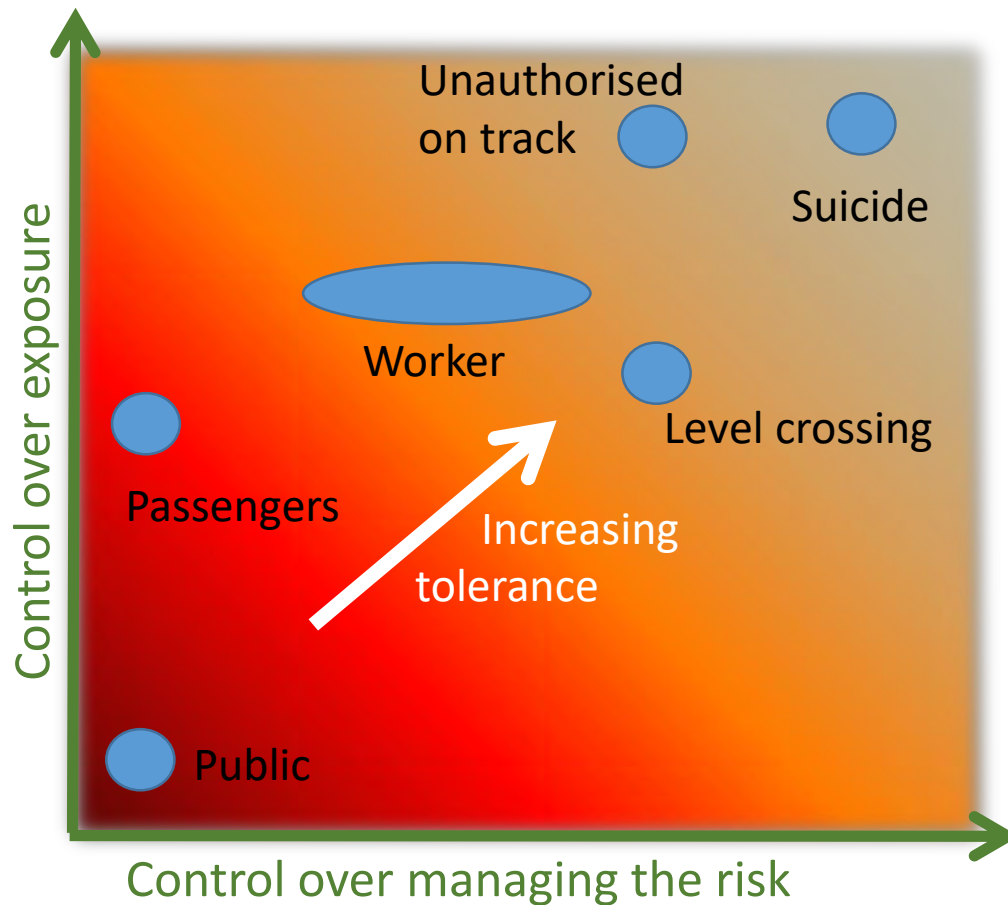 Unauthorised
on track
Suicide
Worker
Level crossing
Passengers
Increasing
tolerance
Public
Control over exposure
Control over managing the risk